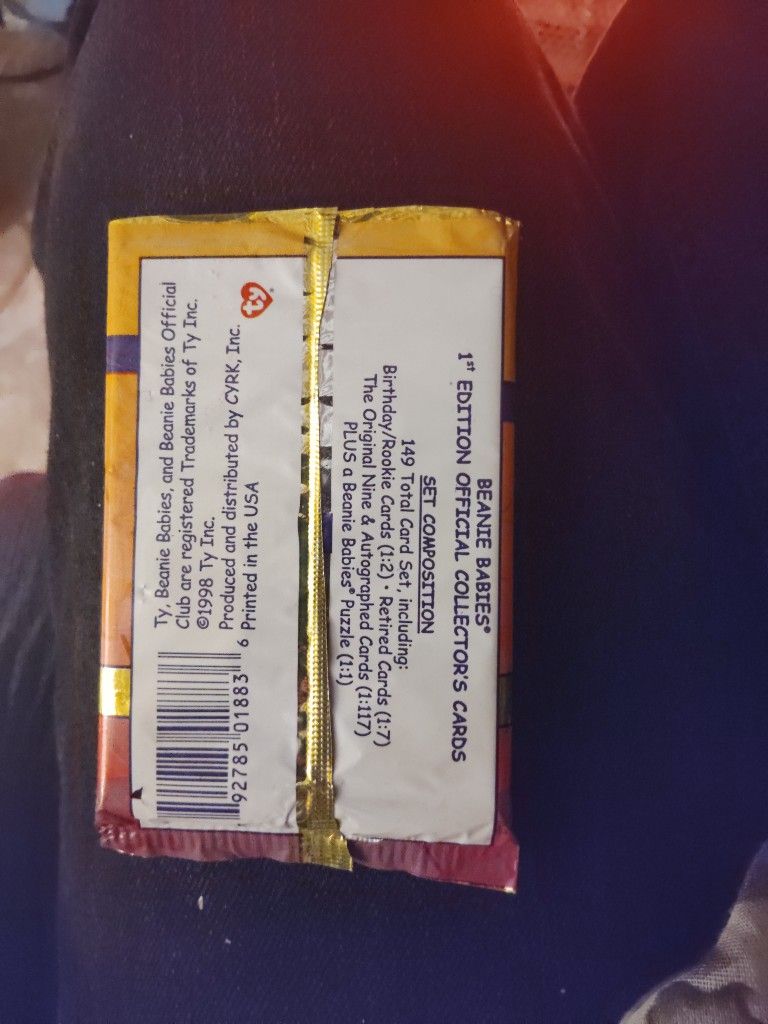 BEANIE BABIES®
1st EDITION OFFICIAL COLLECTOR'S CARDS
SET COMPOSITION
149 Total Card Set, including:
Birthday/Rookie Cards (1:2) • Retired Cards (1:7)
The Original Nine & Autographed Cards (1:117)
PLUS a Beanie Babies® Puzzle (1:1)
Ty, Beanie Babies, and Beanie Babies Official
Club are registered Trademarks of Ty Inc.
©1998 Ty Inc.
Produced and distributed by CYRK, Inc.
Printed in the USA
ty®
92785 01883 6